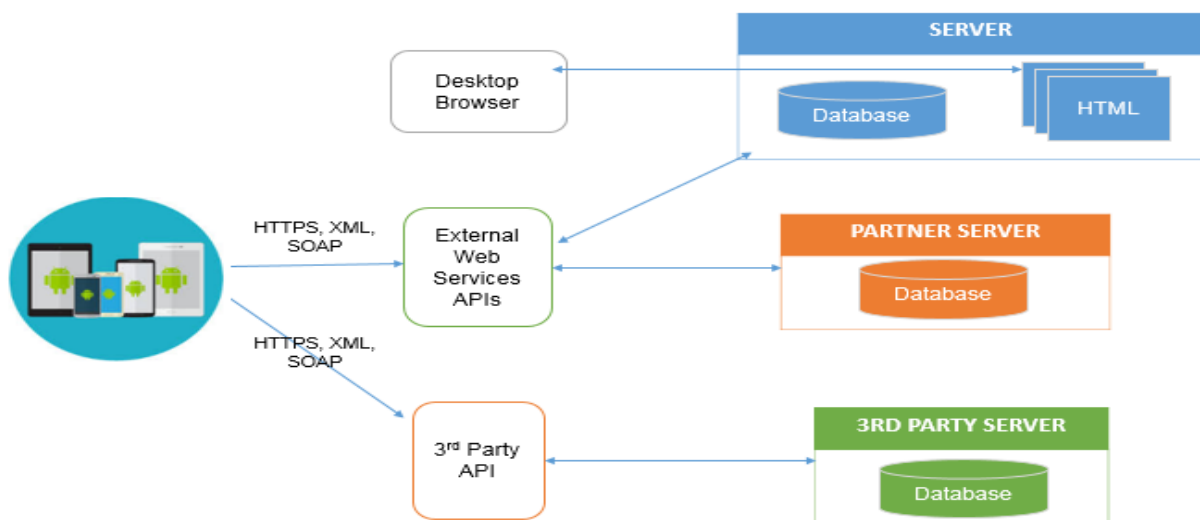 SERVER
Desktop
Browser
Database
HTML
HTTPS, XML,
SOAP
External
Web
Services
APIs
PARTNER SERVER
Database
HTTPS, XML,
SOAP
3rd Party
API
3RD PARTY SERVER
Database